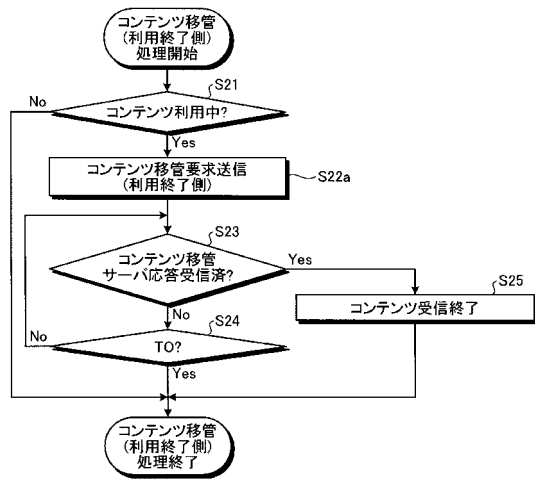 コンテンツ移管
(利用終了側)
処理開始
S21
No
コンテンツ利用中?
Yes
コンテンツ移管要求送信
(利用終了側)
S22a
S23
コンテンツ移管
サーバ応答受信済?
Yes
S25
コンテンツ受信終了
No
S24
No
TO?
Yes
コンテンツ移管
(利用終了側)
処理終了